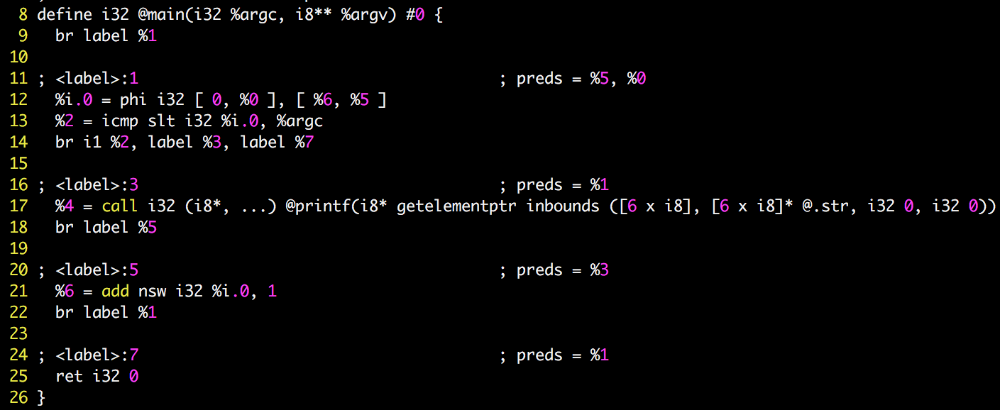 8 define i32 @main(i32 %argc, i8** %argv) #0 {
9   br label %1
10
11 ; <label>:1                                       ; preds = %5, %0
12   %i.0 = phi i32 [ 0, %0 ], [ %6, %5 ]
13   %2 = icmp slt i32 %i.0, %argc
14   br i1 %2, label %3, label %7
15
16 ; <label>:3                                       ; preds = %1
17   %4 = call i32 (i8*, ...) @printf(i8* getelementptr inbounds ([6 x i8], [6 x i8]* @.str, i32 0, i32 0))
18   br label %5
19
20 ; <label>:5                                       ; preds = %3
21   %6 = add nsw i32 %i.0, 1
22   br label %1
23
24 ; <label>:7                                       ; preds = %1
25   ret i32 0
26 }